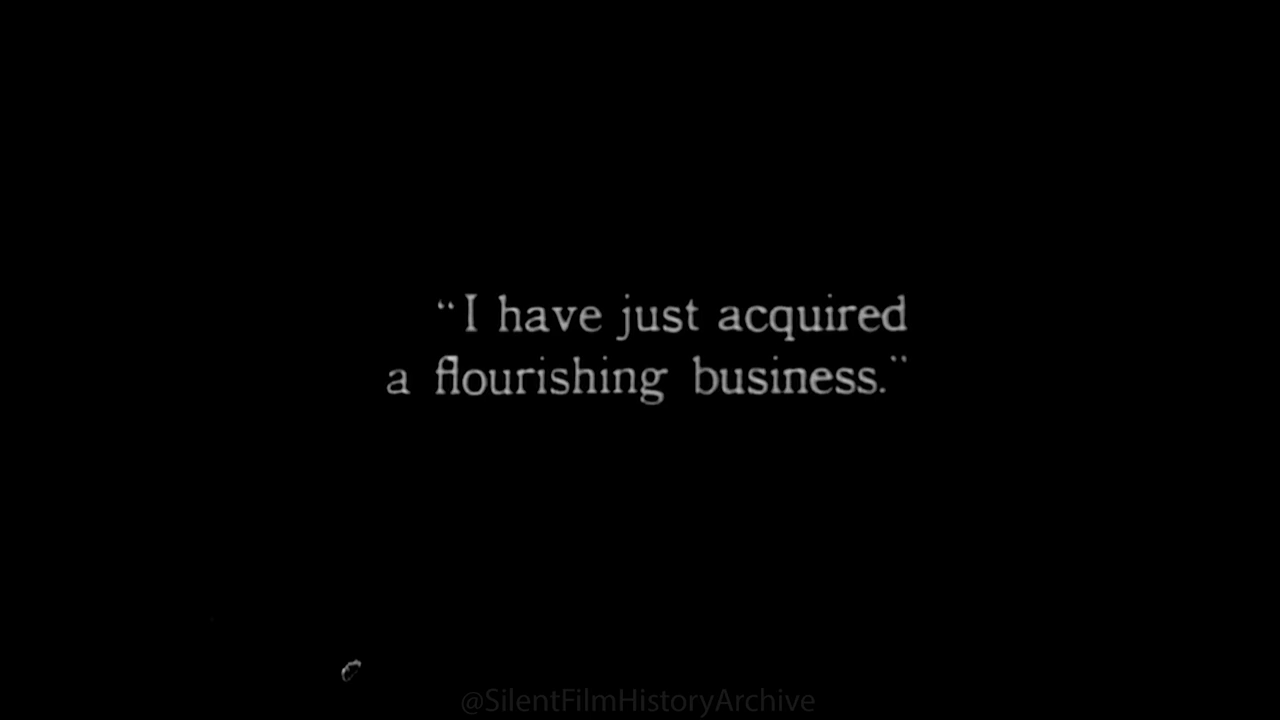 “I have just acquired
a flourishing business.”
@SilentFilmHistoryArchive